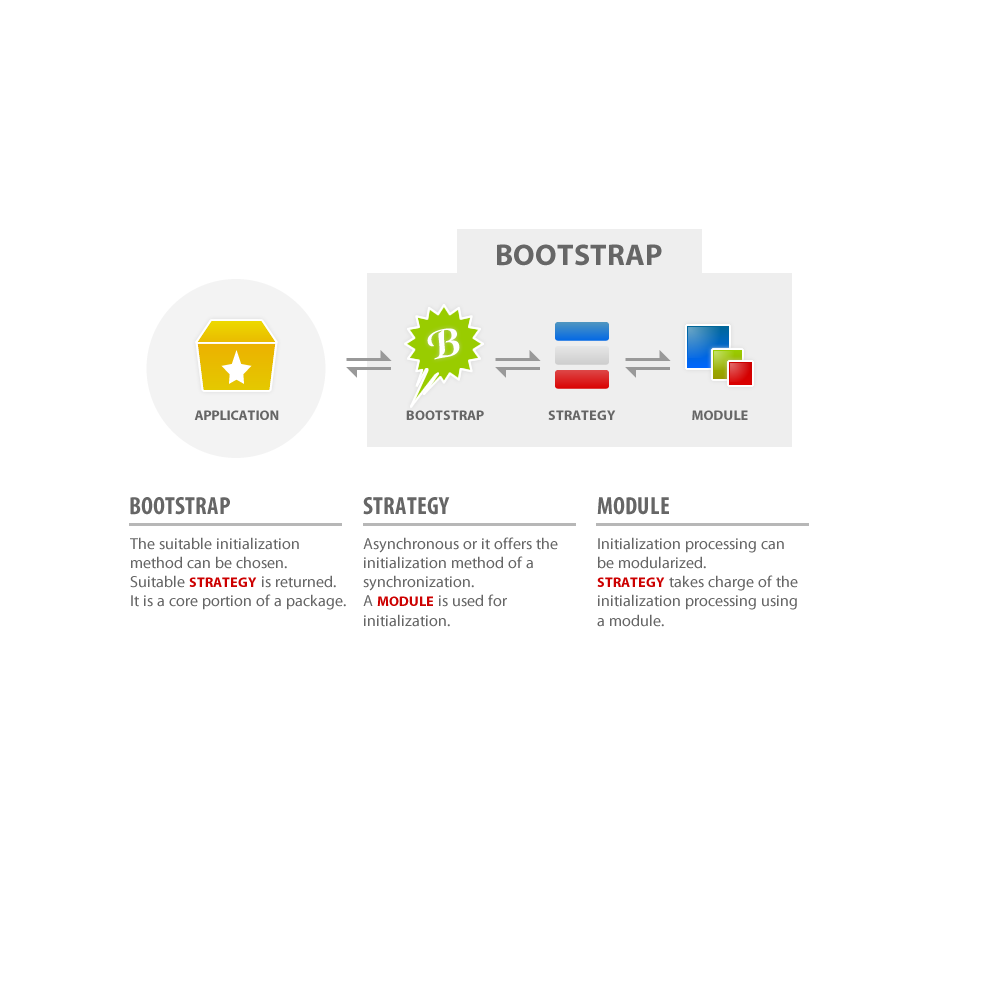 BOOTSTRAP
B
APPLICATION
BOOTSTRAP
STRATEGY
MODULE
BOOTSTRAP
The suitable initialization
method can be chosen.
Suitable STRATEGY is returned.
It is a core portion of a package.
STRATEGY
Asynchronous or it offers the
initialization method of a
synchronization.
A MODULE is used for
initialization.
MODULE
Initialization processing can
be modularized.
STRATEGY takes charge of the
initialization processing using
a module.